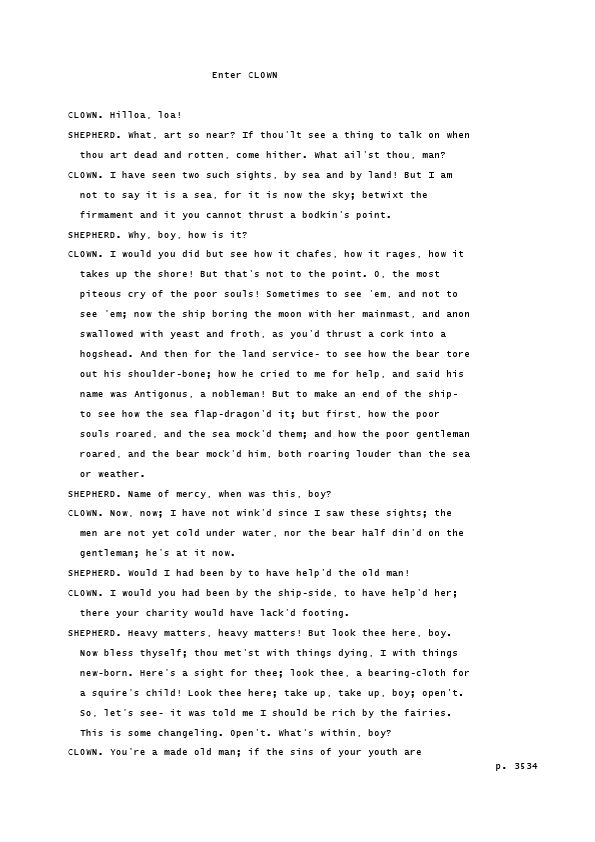 Enter CLOWN
CLOWN. Hilloa, loa!
SHEPHERD. What, art so near? If thou'lt see a thing to talk on when
thou art dead and rotten, come hither. What ail'st thou, man?
CLOWN. I have seen two such sights, by sea and by land! But I am
not to say it is a sea, for it is now the sky; betwixt the
firmament and it you cannot thrust a bodkin's point.
SHEPHERD. Why, boy, how is it?
CLOWN. I would you did but see how it chafes, how it rages, how it
takes up the shore! But that's not to the point. O, the most
piteous cry of the poor souls! Sometimes to see 'em, and not to
see 'em; now the ship boring the moon with her mainmast, and anon
swallowed with yeast and froth, as you'd thrust a cork into a
hogshead. And then for the land service- to see how the bear tore
out his shoulder-bone; how he cried to me for help, and said his
name was Antigonus, a nobleman! But to make an end of the ship-
to see how the sea flap-dragon'd it; but first, how the poor
souls roared, and the sea mock'd them; and how the poor gentleman
roared, and the bear mock'd him, both roaring louder than the sea
or weather.
SHEPHERD. Name of mercy, when was this, boy?
CLOWN. Now, now; I have not wink'd since I saw these sights; the
men are not yet cold under water, nor the bear half din'd on the
gentleman; he's at it now.
SHEPHERD. Would I had been by to have help'd the old man!
CLOWN. I would you had been by the ship-side, to have help'd her;
there your charity would have lack'd footing.
SHEPHERD. Heavy matters, heavy matters! But look thee here, boy.
Now bless thyself; thou met'st with things dying, I with things
new-born. Here's a sight for thee; look thee, a bearing-cloth for
a squire's child! Look thee here; take up, take up, boy; open't.
So, let's see- it was told me I should be rich by the fairies.
This is some changeling. Open't. What's within, boy?
CLOWN. You're a made old man; if the sins of your youth are
p. 3534